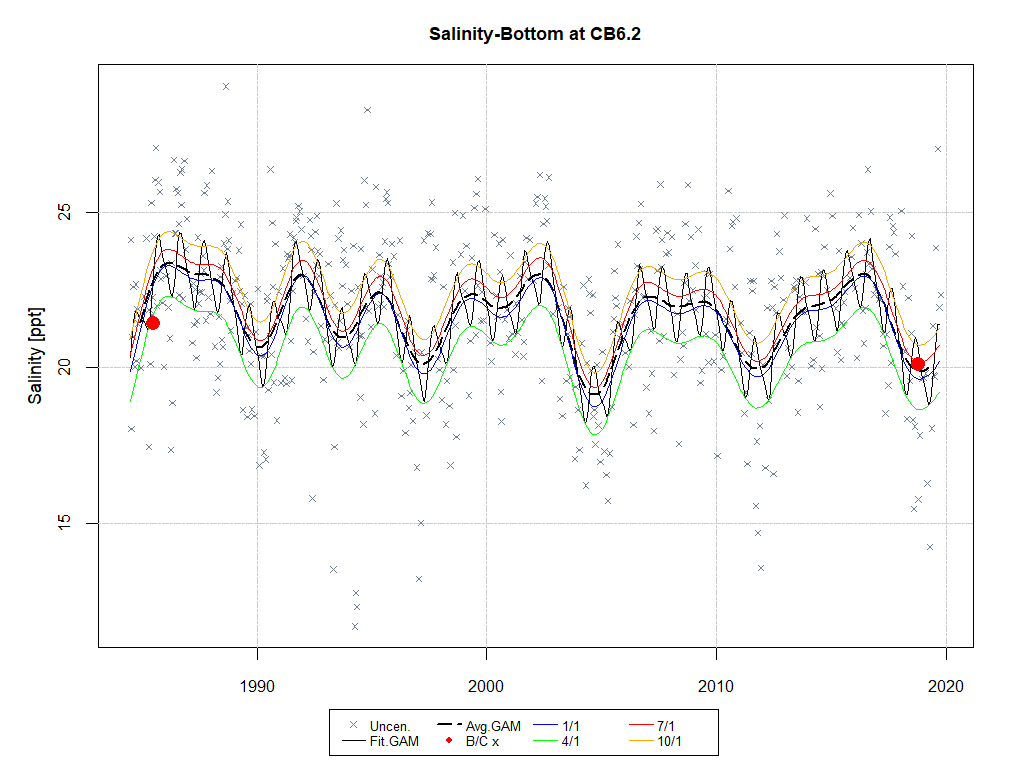 Salinity-Bottom at CB6.2
Salinity [ppt]
25
20
15
1990 2000 2010 2020
Uncen. Avg.GAM 1/1 7/1
Fit.GAM B/C x 4/1 10/1